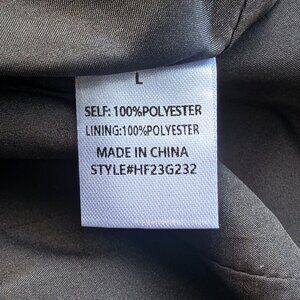 L
SELF: 100%POLYESTER
LINING:100%POLYESTER
MADE IN CHINA
STYLE#HF23G232